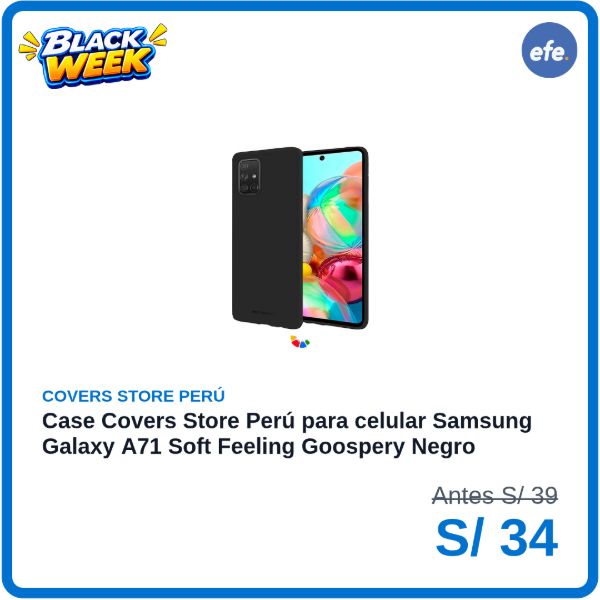 BLACK
WEEK
efe.
COVERS STORE PERÚ
Case Covers Store Perú para celular Samsung
Galaxy A71 Soft Feeling Goospery Negro
Antes S/ 39
S/ 34